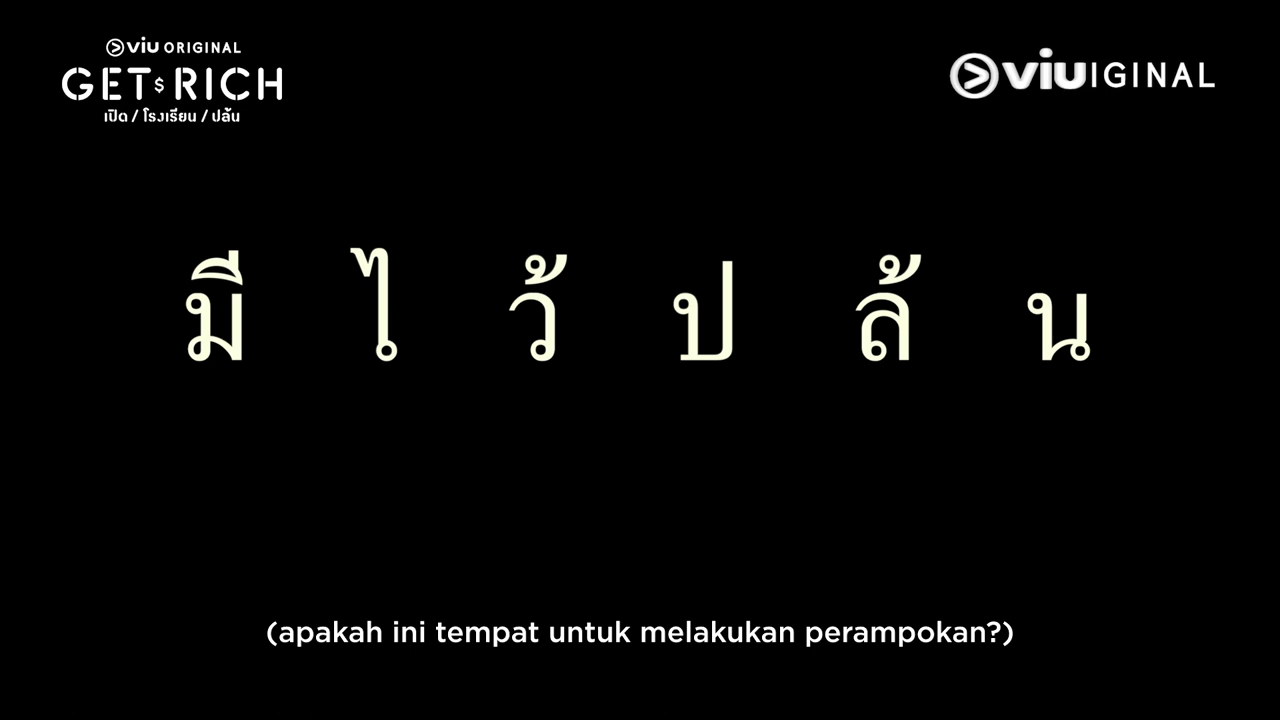 viu ORIGINAL
GET $ RICH
เปิด / โรงเรียน / ปล้น
viuIGINAL
มีไว้ปล้น
(apakah ini tempat untuk melakukan perampokan?)